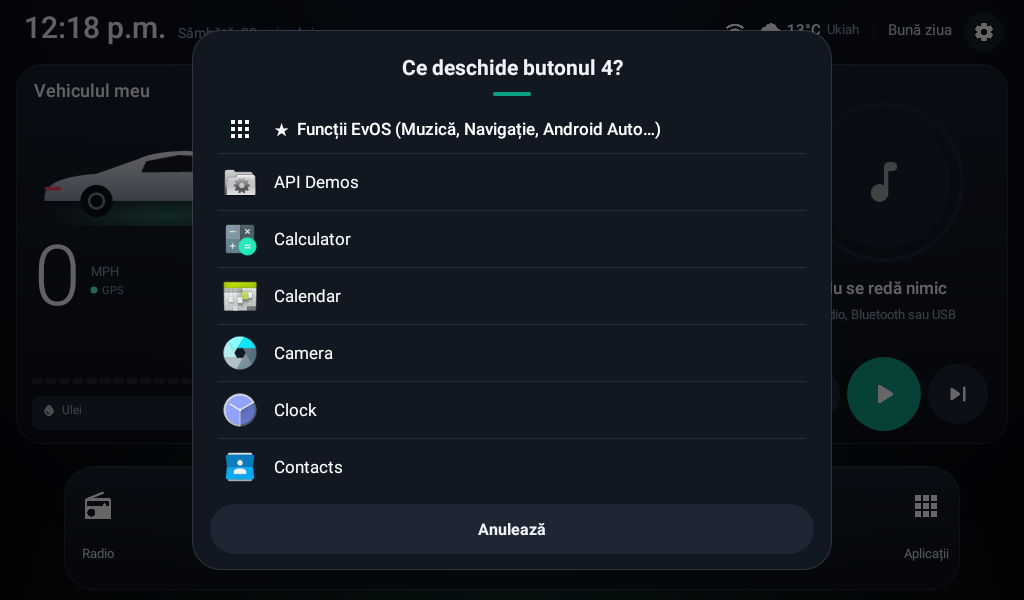 12:18 p.m.
13°C Ukiah
Bună ziua
Ce deschide butonul 4?
Vehiculul meu
★ Funcții EvOS (Muzică, Navigație, Android Auto…)
API Demos
Calculator
Calendar
Camera
Clock
Contacts
0
MPH
GPS
Ulei
se redă nimic
Bluetooth sau USB
Anulează
Radio
Aplicații